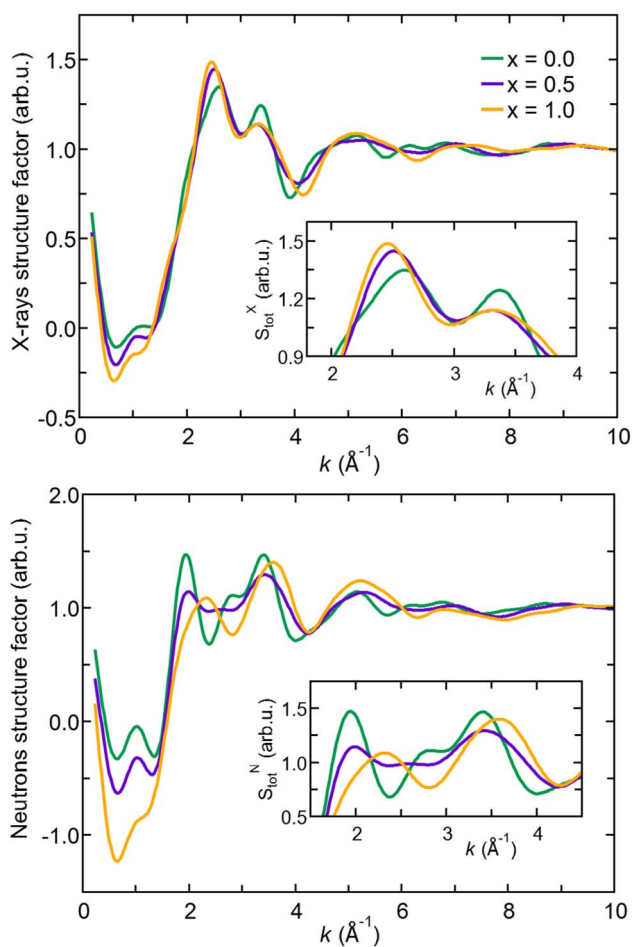 1.5
1.0
0.5
0.0
-0.5
X-rays structure factor (arb.u.)
x = 0.0
x = 0.5
x = 1.0
1.5
1.2
0.9
S_tot^X (arb.u.)
2 3 4
k (Å⁻¹)
0 2 4 6 8 10
k (Å⁻¹)
2.0
1.0
0.0
-1.0
Neutrons structure factor (arb.u.)
1.5
1.0
0.5
S_tot^N (arb.u.)
2 3 4
k (Å⁻¹)
0 2 4 6 8 10
k (Å⁻¹)